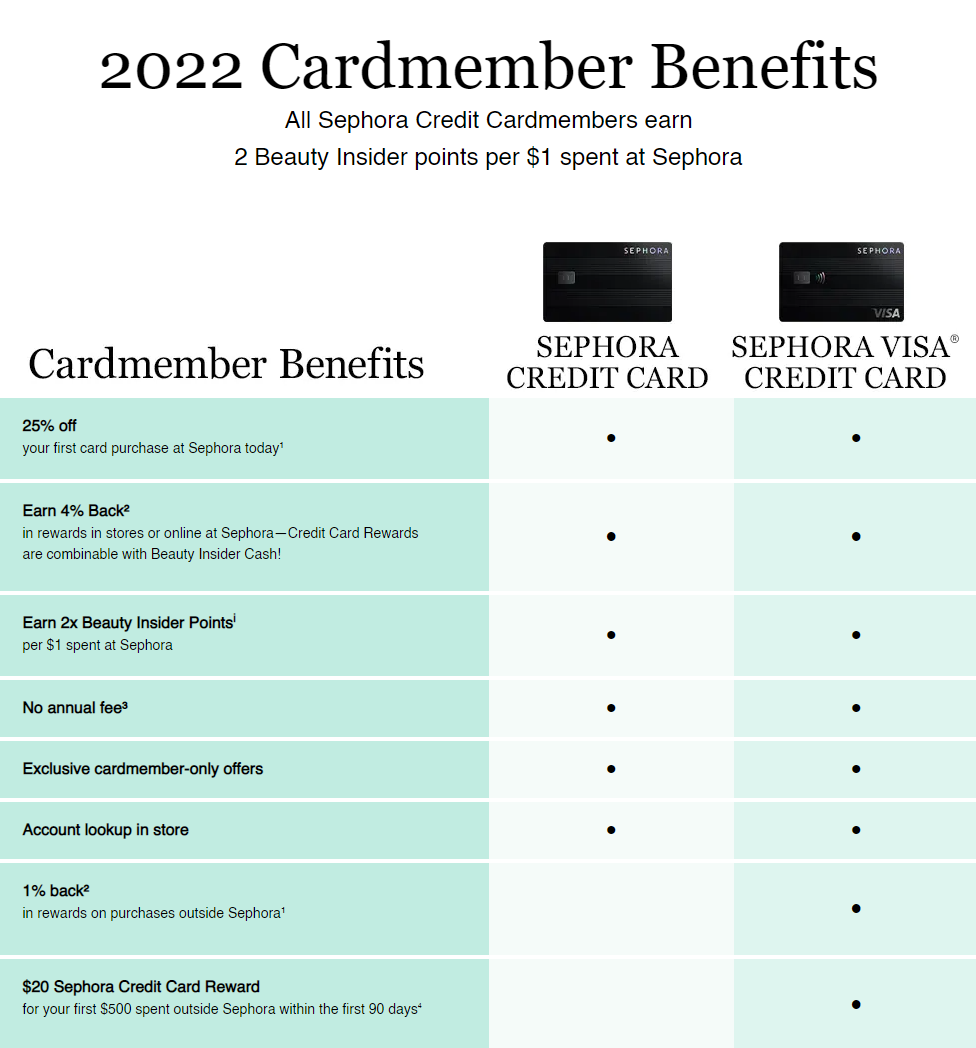 2022 Cardmember Benefits
All Sephora Credit Cardmembers earn
2 Beauty Insider points per $1 spent at Sephora
SEPHORA
SEPHORA
VISA
Cardmember Benefits
SEPHORA
CREDIT CARD
SEPHORA VISA®
CREDIT CARD
25% off
your first card purchase at Sephora today¹
Earn 4% Back²
in rewards in stores or online at Sephora—Credit Card Rewards
are combinable with Beauty Insider Cash!
Earn 2x Beauty Insider Pointsⁱ
per $1 spent at Sephora
No annual fee³
Exclusive cardmember-only offers
Account lookup in store
1% back²
in rewards on purchases outside Sephora¹
$20 Sephora Credit Card Reward
for your first $500 spent outside Sephora within the first 90 days⁴